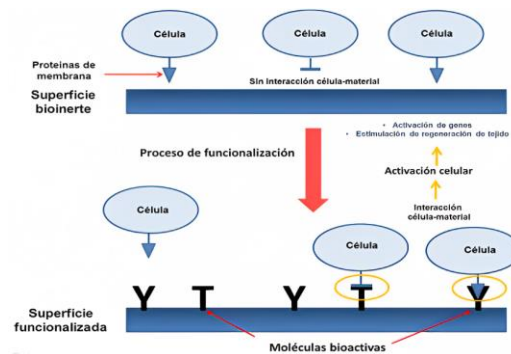 Célula
Célula
Célula
Proteinas de
membrana
Sin interacción célula-material
Superficie
bioinerte
• Activación de genes
• Estimulación de regeneración de tejido
Proceso de funcionalización
Activación celular
Célula
Interacción
célula-material
Célula
Célula
Y
T
Y
T
Y
Superficie
funcionalizada
Moléculas bioactivas